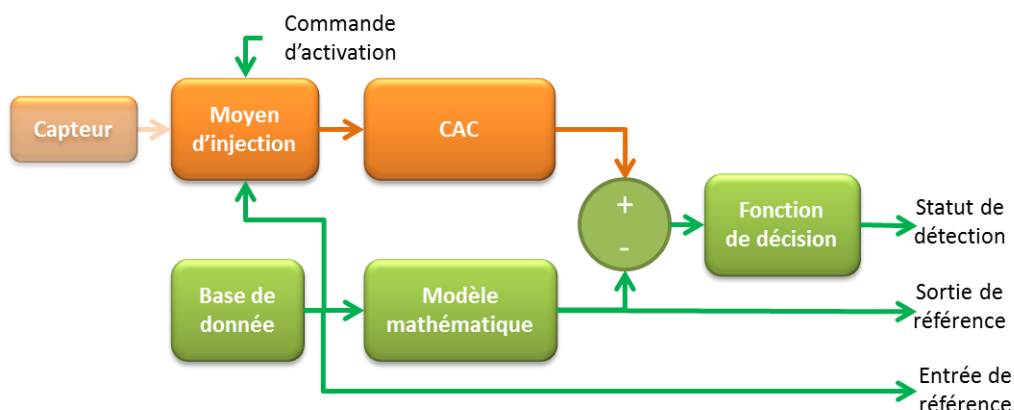 Commande
d’activation
Capteur
Moyen
d’injection
CAC
+
-
Fonction
de décision
Statut de
détection
Base de
donnée
Modèle
mathématique
Sortie de
référence
Entrée de
référence